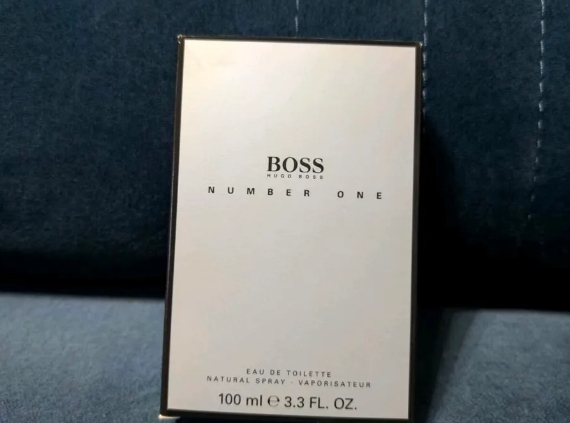 BOSS
HUGO BOSS
NUMBER ONE
EAU DE TOILETTE
NATURAL SPRAY · VAPORISATEUR
100 ml ℮ 3.3 FL. OZ.